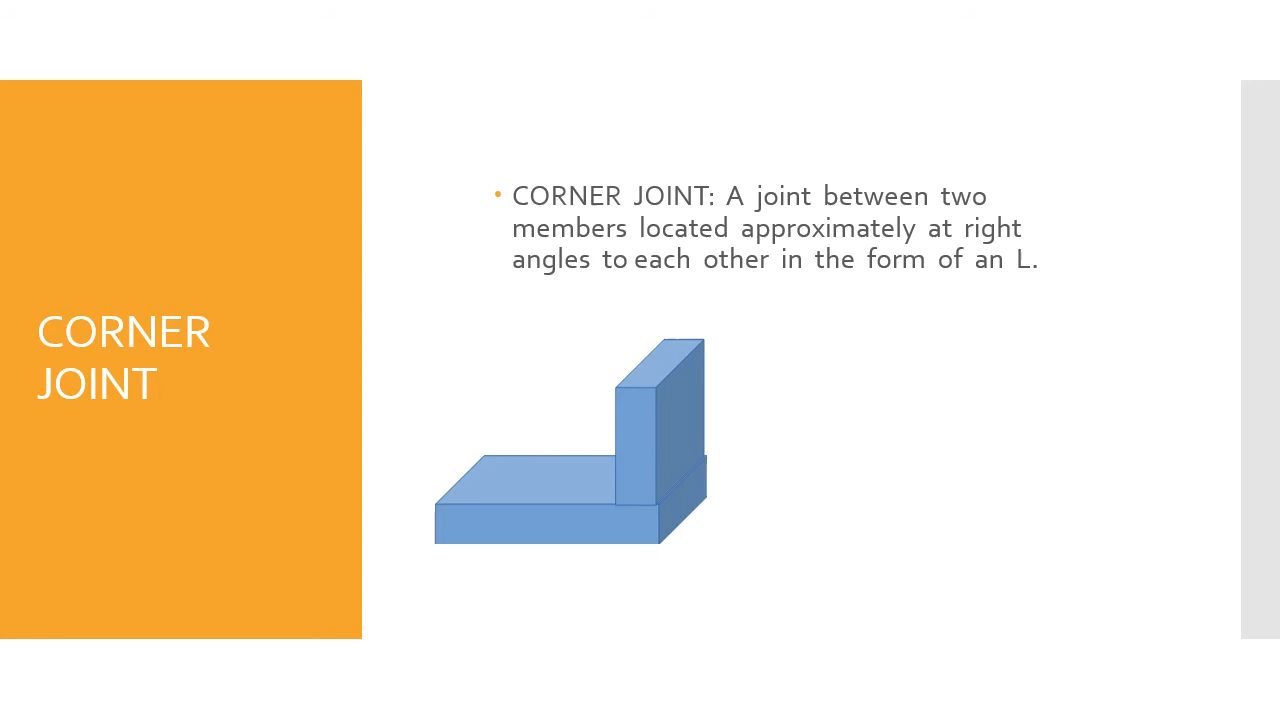 CORNER
JOINT
• CORNER JOINT: A joint between two
members located approximately at right
angles to each other in the form of an L.